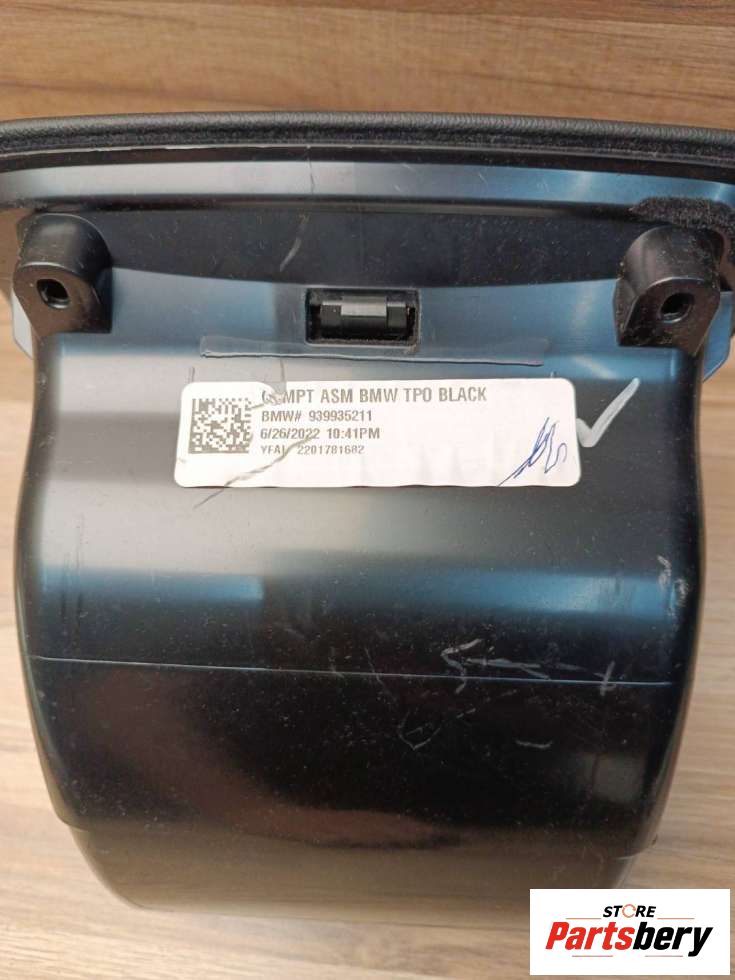 MPT ASM BMW TPO BLACK
BMW# 939935211
6/26/2022 10:41PM
YFAI 2201781682
STORE
Partsbery